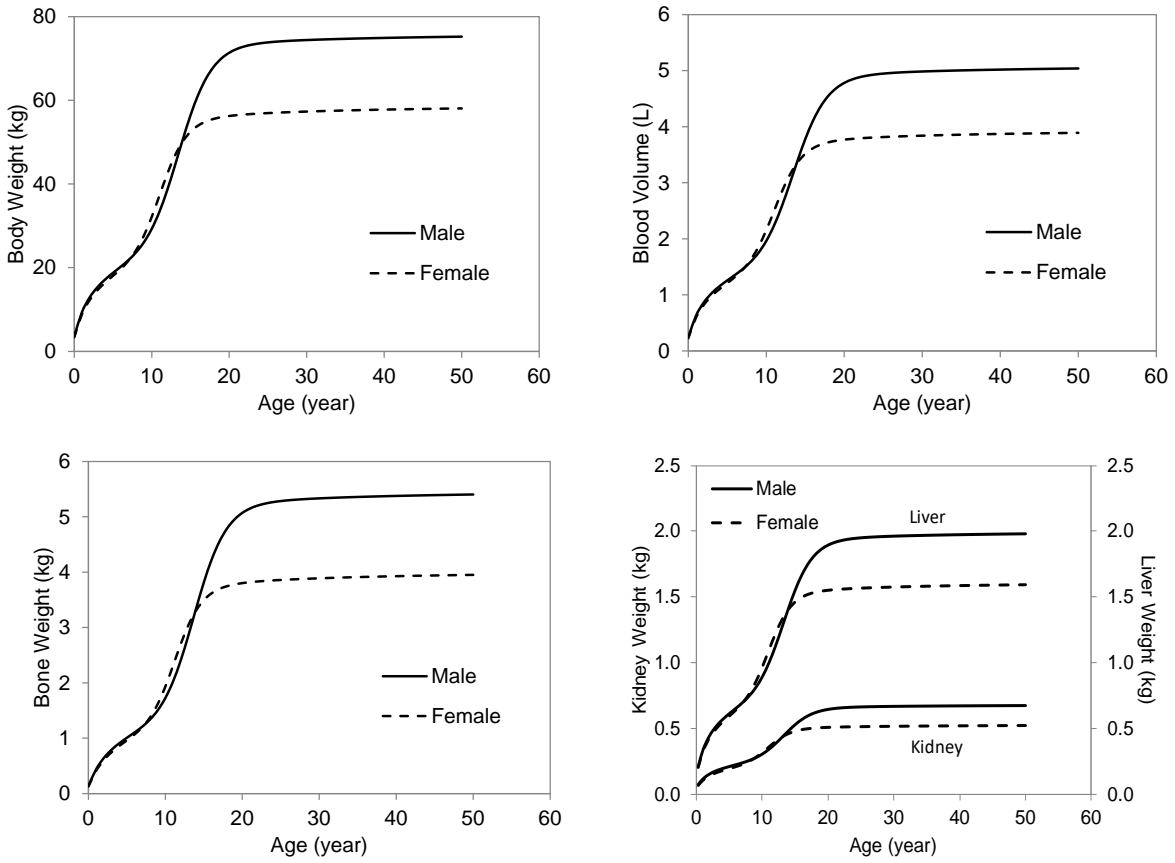 80
60
40
20
0
Body Weight (kg)
Male
Female
0 10 20 30 40 50 60
Age (year)
6
5
4
3
2
1
0
Blood Volume (L)
Male
Female
0 10 20 30 40 50 60
Age (year)
6
5
4
3
2
1
0
Bone Weight (kg)
Male
Female
0 10 20 30 40 50 60
Age (year)
2.5
2.0
1.5
1.0
0.5
0.0
Kidney Weight (kg)
Male
Female
Liver
Kidney
2.5
2.0
1.5
1.0
0.5
0.0
Liver Weight (kg)
0 10 20 30 40 50 60
Age (year)